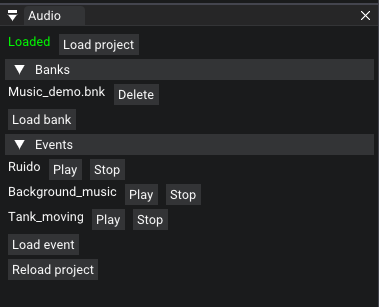 Audio
Loaded Load project
Banks
Music_demo.bnk Delete
Load bank
Events
Ruido Play Stop
Background_music Play Stop
Tank_moving Play Stop
Load event
Reload project